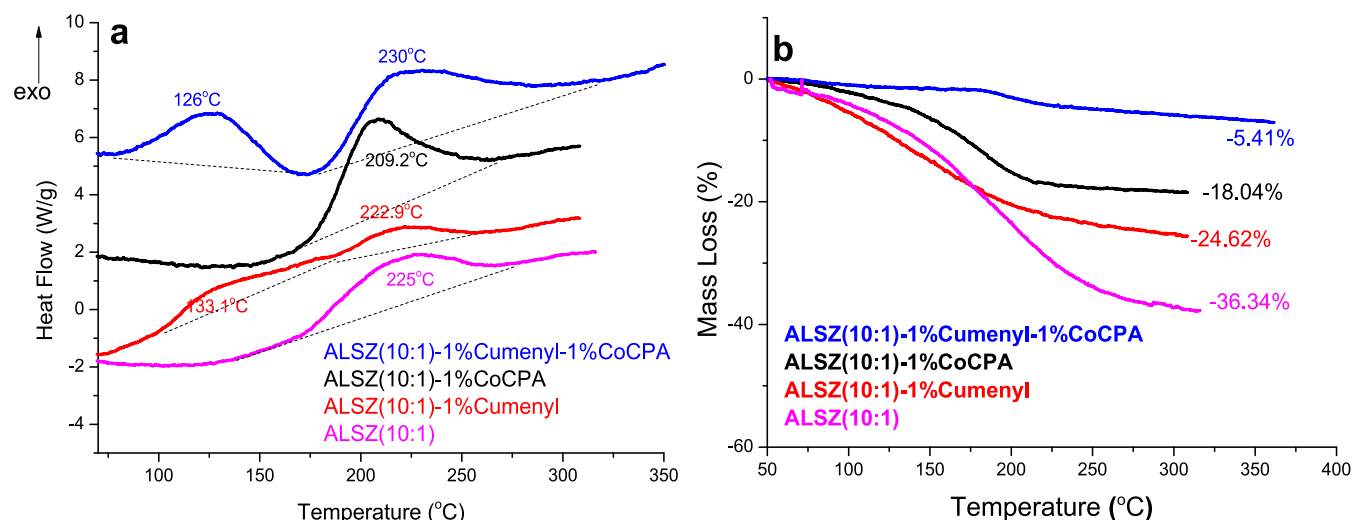 a
exo
10
8
6
4
2
0
-2
-4
Heat Flow (W/g)
126°C
230°C
209.2°C
222.9°C
133.1°C
225°C
ALSZ(10:1)-1%Cumenyl-1%CoCPA
ALSZ(10:1)-1%CoCPA
ALSZ(10:1)-1%Cumenyl
ALSZ(10:1)
100 150 200 250 300 350
Temperature (°C)
b
0
-20
-40
-60
Mass Loss (%)
-5.41%
-18.04%
-24.62%
-36.34%
ALSZ(10:1)-1%Cumenyl-1%CoCPA
ALSZ(10:1)-1%CoCPA
ALSZ(10:1)-1%Cumenyl
ALSZ(10:1)
50 100 150 200 250 300 350 400
Temperature (°C)